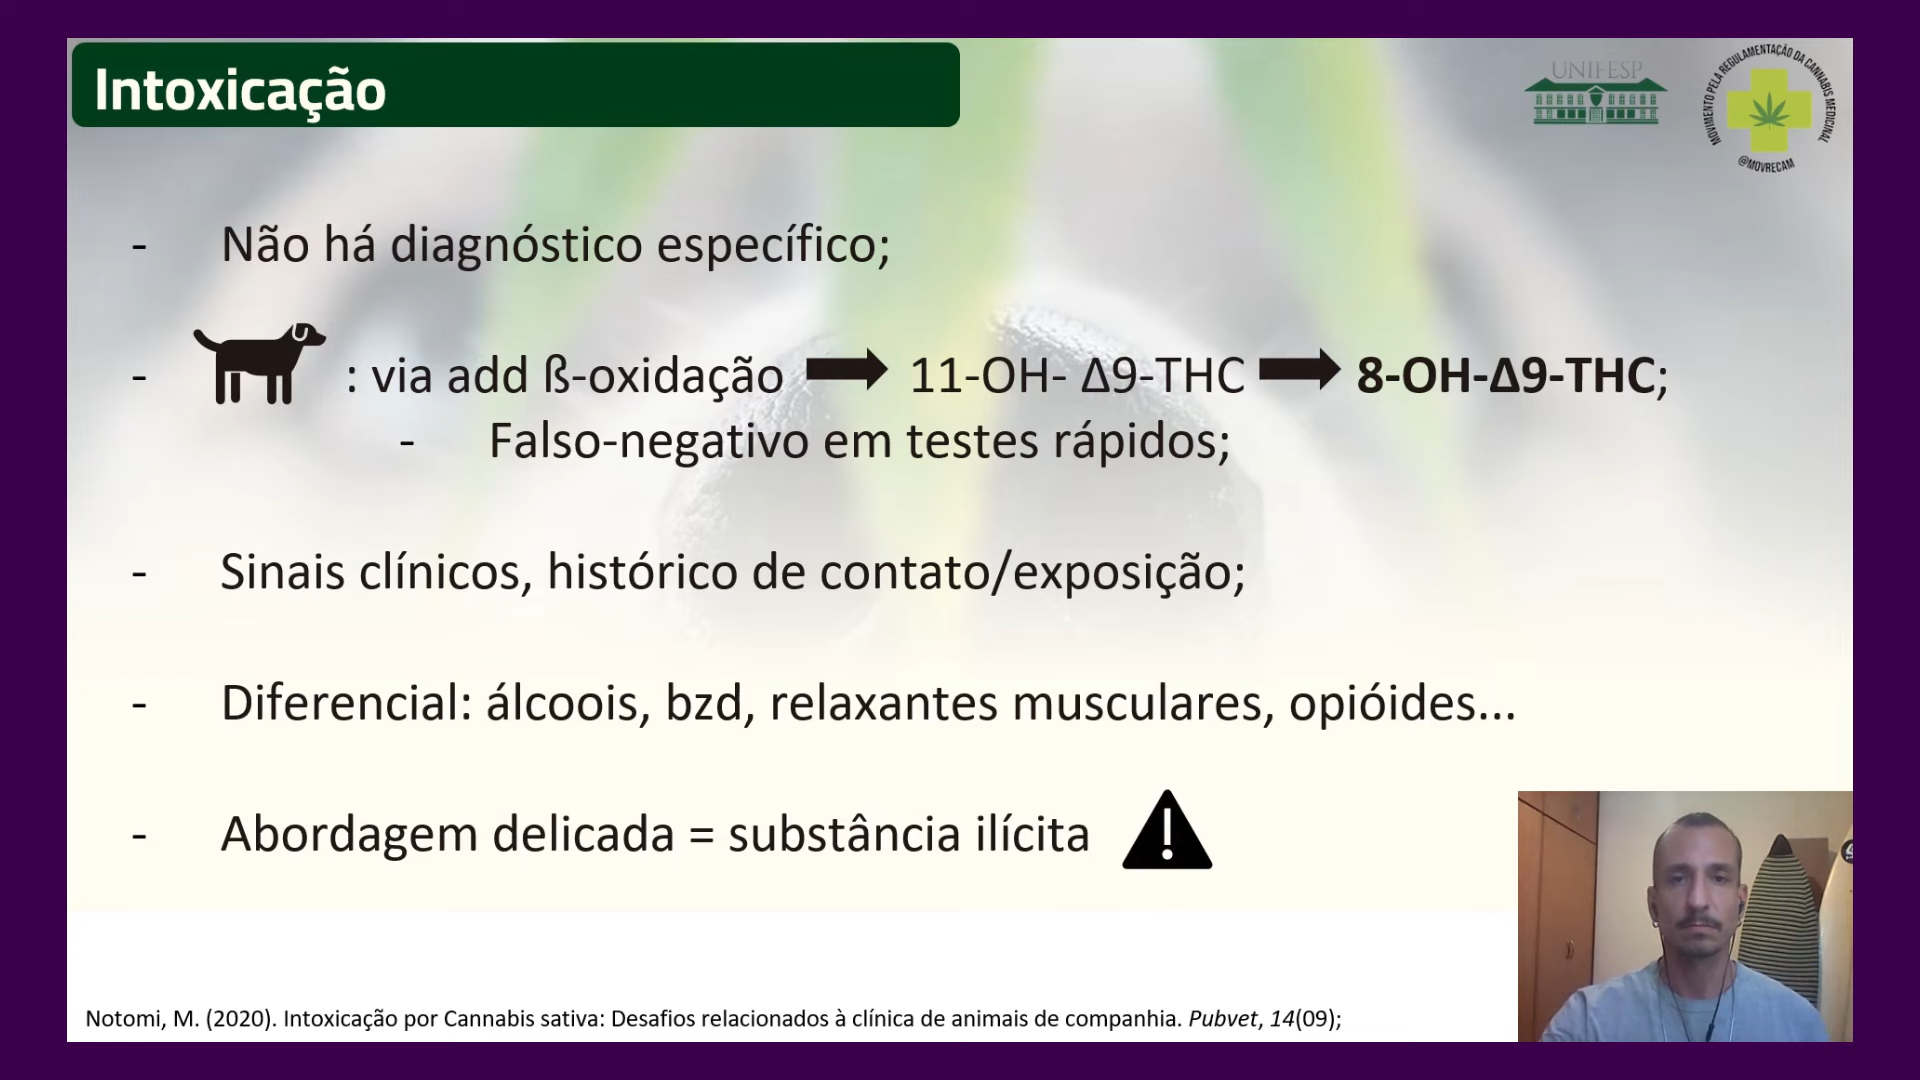 Intoxicação
UNIFESP
MOVIMENTO PELA REGULAMENTAÇÃO DA CANNABIS MEDICINAL
@MOVRECAM
- Não há diagnóstico específico;
- : via add ß-oxidação 11-OH- Δ9-THC 8-OH-Δ9-THC;
- Falso-negativo em testes rápidos;
- Sinais clínicos, histórico de contato/exposição;
- Diferencial: álcoois, bzd, relaxantes musculares, opióides...
- Abordagem delicada = substância ilícita
Notomi, M. (2020). Intoxicação por Cannabis sativa: Desafios relacionados à clínica de animais de companhia. Pubvet, 14(09);